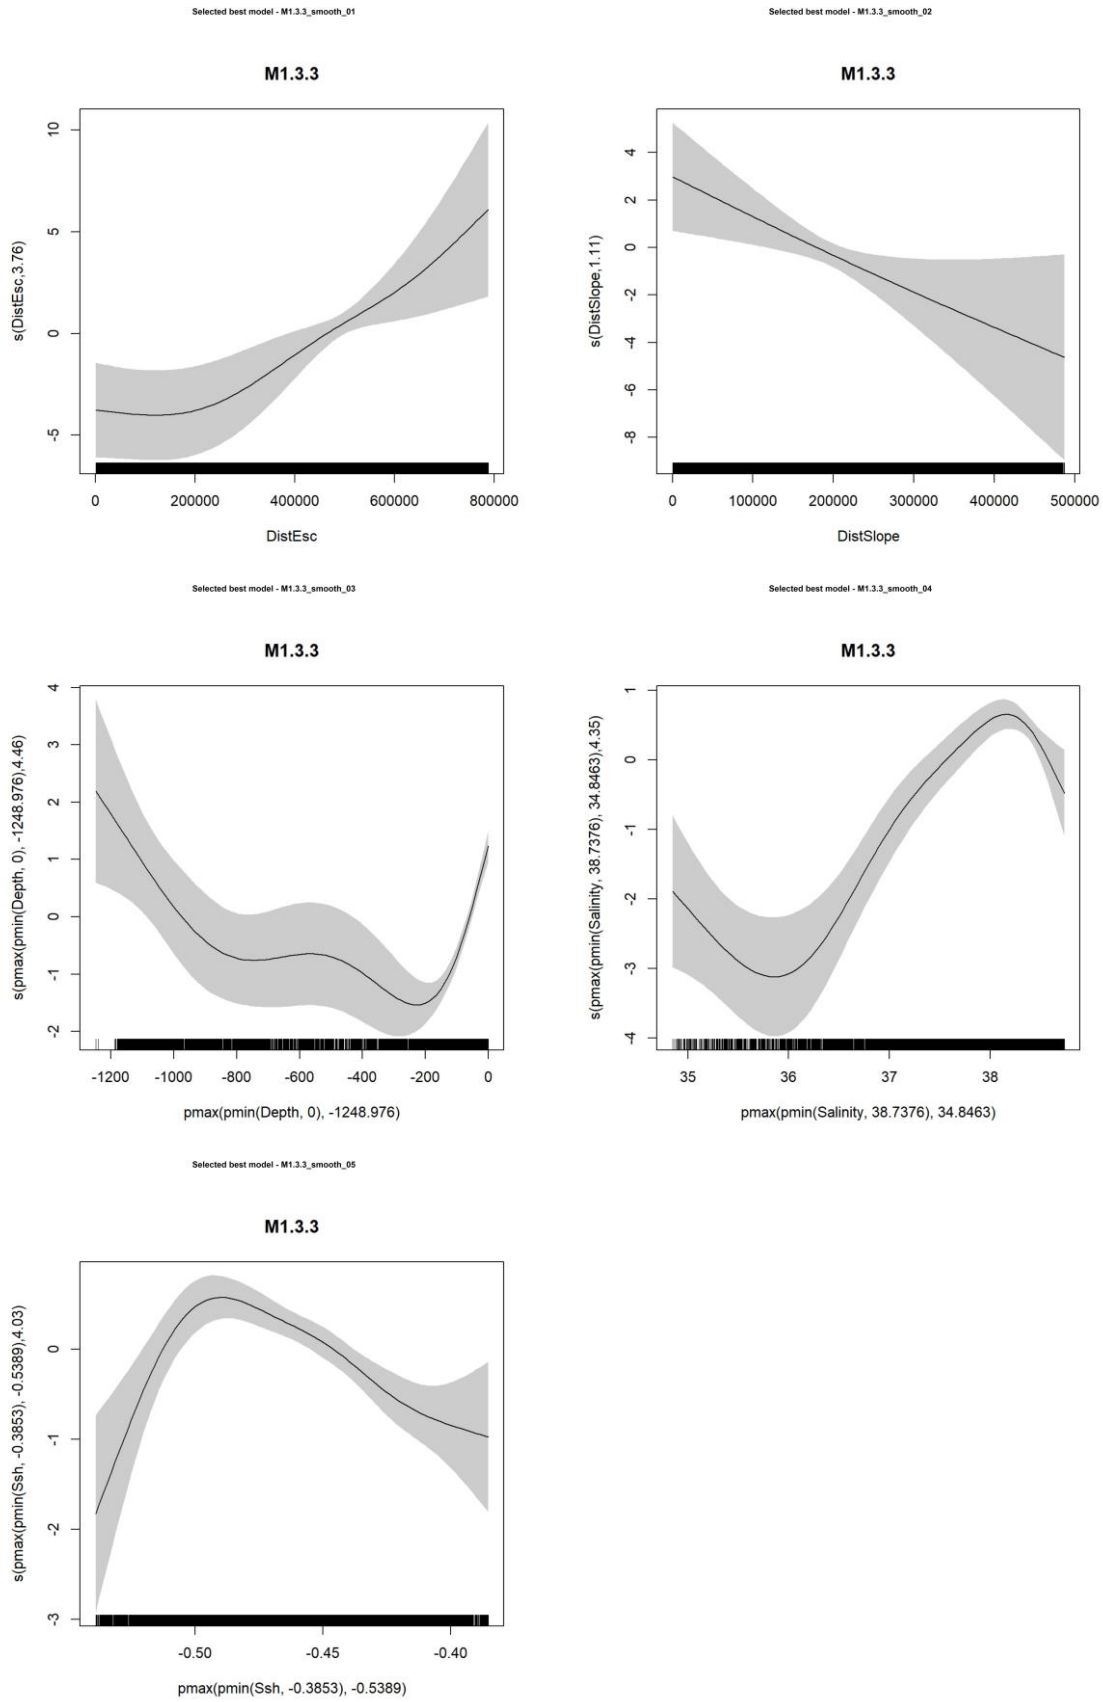 Selected best model - M1.3.3_smooth_01
M1.3.3
s(DistEsc,3.76)
10
5
0
-5
0 200000 400000 600000 800000
DistEsc
Selected best model - M1.3.3_smooth_02
M1.3.3
s(DistSlope,1.11)
4
2
0
-2
-4
-6
-8
0 100000 200000 300000 400000 500000
DistSlope
Selected best model - M1.3.3_smooth_03
M1.3.3
s(pmax(pmin(Depth, 0), -1248.976),4.46)
4
3
2
1
0
-1
-2
-1200 -1000 -800 -600 -400 -200 0
pmax(pmin(Depth, 0), -1248.976)
Selected best model - M1.3.3_smooth_04
M1.3.3
s(pmax(pmin(Salinity, 38.7376), 34.8463),4.35)
1
0
-1
-2
-3
-4
35 36 37 38
pmax(pmin(Salinity, 38.7376), 34.8463)
Selected best model - M1.3.3_smooth_05
M1.3.3
s(pmax(pmin(Ssh, -0.3853), -0.5389),4.03)
0
-1
-2
-3
-0.50 -0.45 -0.40
pmax(pmin(Ssh, -0.3853), -0.5389)